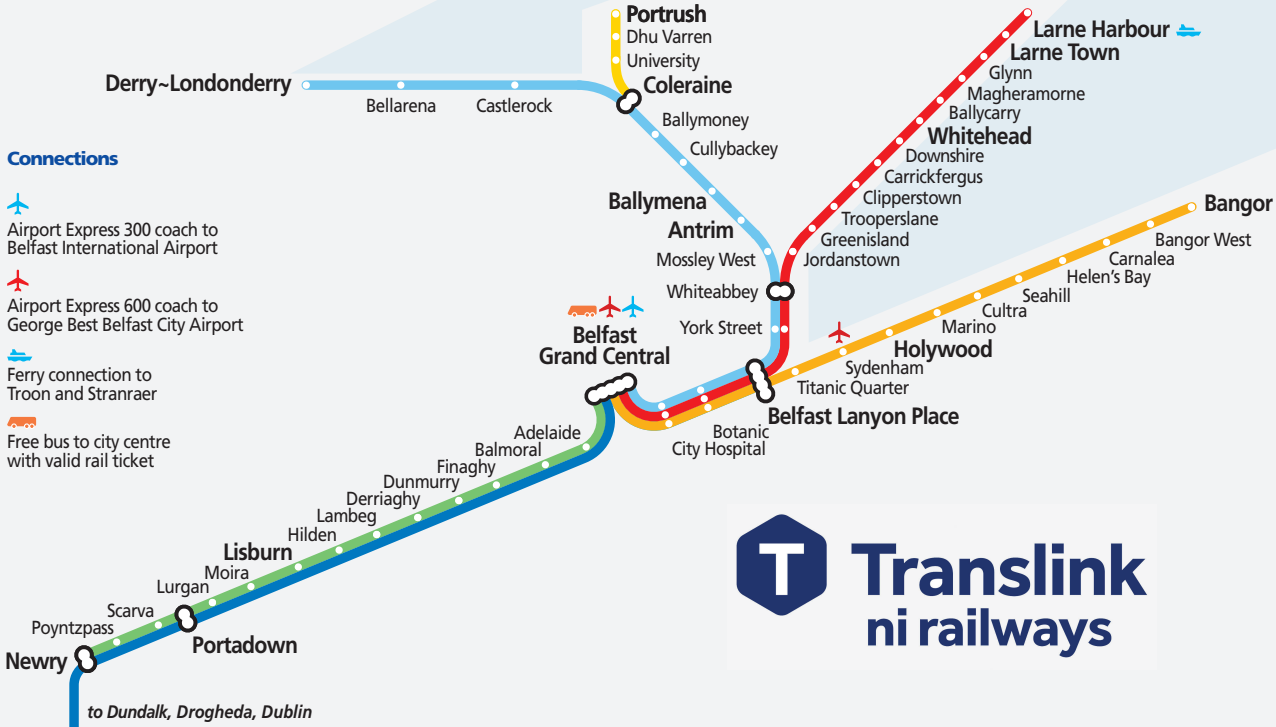 Portrush
Dhu Varren
University
Coleraine
Larne Harbour
Larne Town
Glynn
Magheramorne
Ballycarry
Whitehead
Downshire
Carrickfergus
Clipperstown
Trooperslane
Greenisland
Jordanstown
Derry~Londonderry
Bellarena
Castlerock
Ballymoney
Cullybackey
Ballymena
Antrim
Mossley West
Whiteabbey
York Street
Connections
Airport Express 300 coach to
Belfast International Airport
Airport Express 600 coach to
George Best Belfast City Airport
Ferry connection to
Troon and Stranraer
Free bus to city centre
with valid rail ticket
Bangor
Bangor West
Carnalea
Helen's Bay
Seahill
Cultra
Marino
Holywood
Sydenham
Titanic Quarter
Belfast Lanyon Place
Belfast
Grand Central
Botanic
City Hospital
Adelaide
Balmoral
Finaghy
Dunmurry
Derriaghy
Lambeg
Hilden
Lisburn
Moira
Lurgan
Portadown
Scarva
Poyntzpass
Newry
to Dundalk, Drogheda, Dublin
T Translink
ni railways